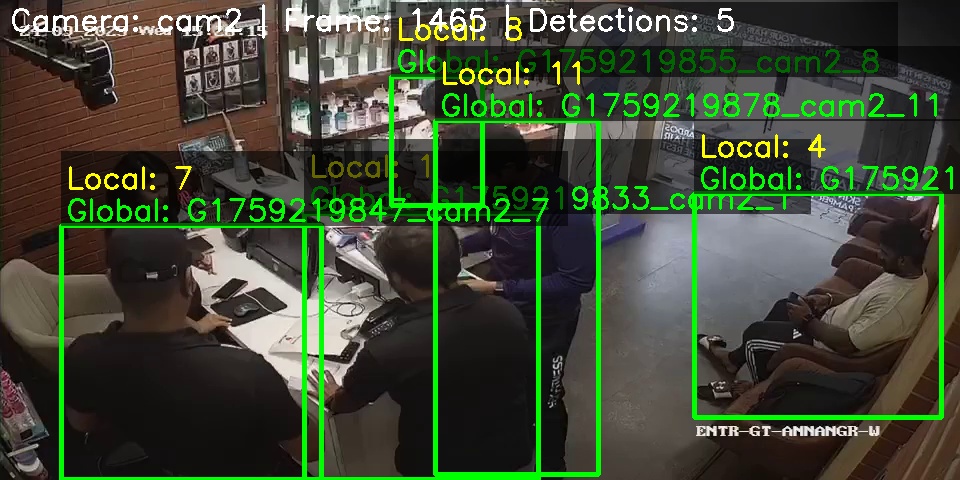 Camera: cam2 | Frame: 1465 | Detections: 5
Local: 8
Global: G1759219855_cam2_8
Local: 11
Global: G1759219878_cam2_11
Local: 4
Global: G175921
Local: 7
Global: G1759219847_cam2_7
Local: 1
Global: G1759219833_cam2_1
ENTR-GT-ANNANGR-W